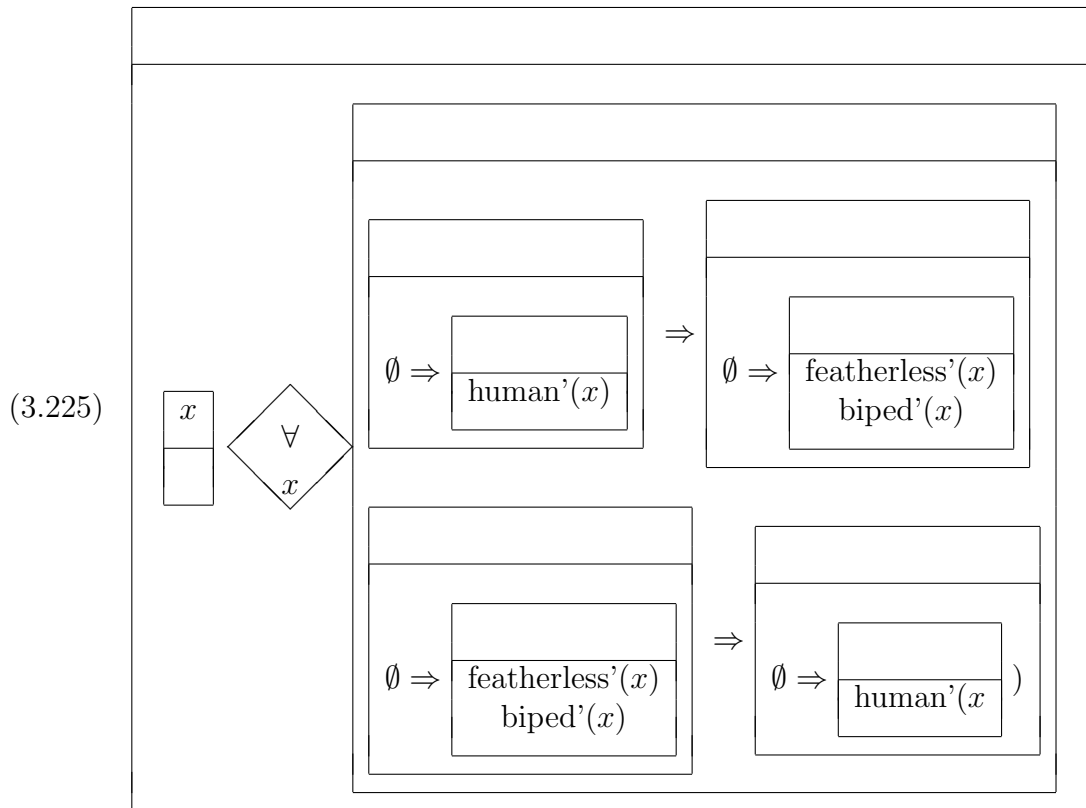 (3.225)
x
∀
x
∅ ⇒
human’(x)
⇒
∅ ⇒
featherless’(x)
biped’(x)
∅ ⇒
featherless’(x)
biped’(x)
⇒
∅ ⇒
human’(x
)